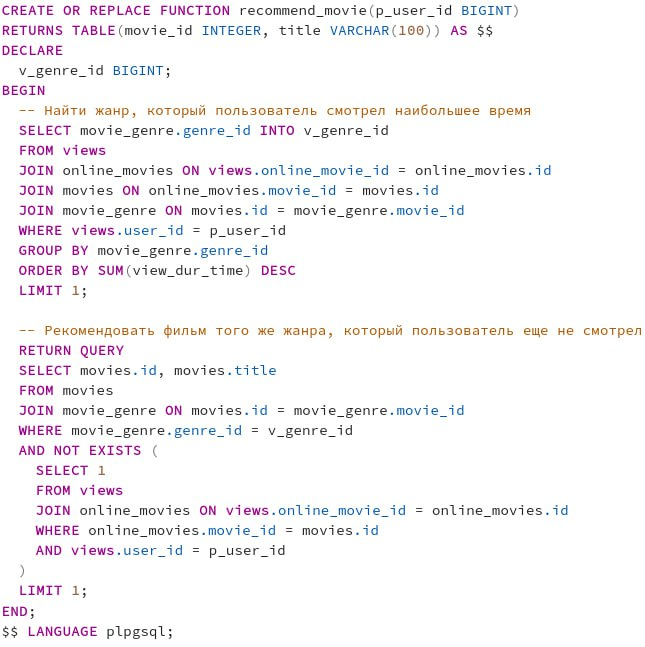 CREATE OR REPLACE FUNCTION recommend_movie(p_user_id BIGINT)
RETURNS TABLE(movie_id INTEGER, title VARCHAR(100)) AS $$
DECLARE
  v_genre_id BIGINT;
BEGIN
  -- Найти жанр, который пользователь смотрел наибольшее время
  SELECT movie_genre.genre_id INTO v_genre_id
  FROM views
  JOIN online_movies ON views.online_movie_id = online_movies.id
  JOIN movies ON online_movies.movie_id = movies.id
  JOIN movie_genre ON movies.id = movie_genre.movie_id
  WHERE views.user_id = p_user_id
  GROUP BY movie_genre.genre_id
  ORDER BY SUM(view_dur_time) DESC
  LIMIT 1;

  -- Рекомендовать фильм того же жанра, который пользователь еще не смотрел
  RETURN QUERY
  SELECT movies.id, movies.title
  FROM movies
  JOIN movie_genre ON movies.id = movie_genre.movie_id
  WHERE movie_genre.genre_id = v_genre_id
  AND NOT EXISTS (
    SELECT 1
    FROM views
    JOIN online_movies ON views.online_movie_id = online_movies.id
    WHERE online_movies.movie_id = movies.id
    AND views.user_id = p_user_id
  )
  LIMIT 1;
END;
$$ LANGUAGE plpgsql;